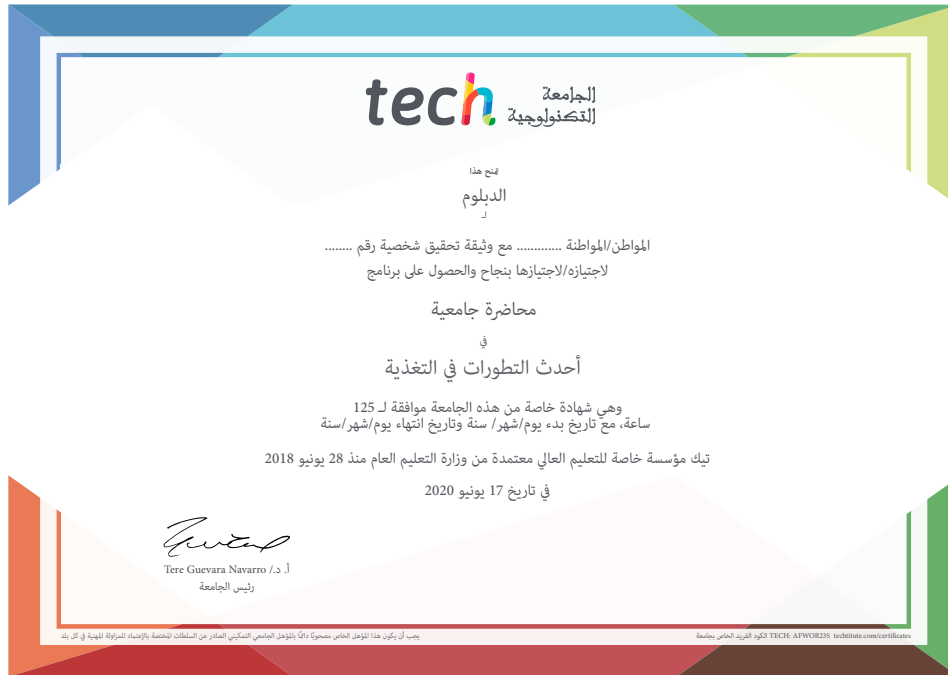 tech الجامعة
التكنولوجية
تمنح هذا
الدبلوم
لـ
المواطن/المواطنة ............. مع وثيقة تحقيق شخصية رقم ........
لاجتيازه/لاجتيازها بنجاح والحصول على برنامج
محاضرة جامعية
في
أحدث التطورات في التغذية
وهي شهادة خاصة من هذه الجامعة موافقة لـ 125
ساعة، مع تاريخ بدء يوم/شهر/ سنة وتاريخ انتهاء يوم/شهر/سنة
تيك مؤسسة خاصة للتعليم العالي معتمدة من وزارة التعليم العام منذ 28 يونيو 2018
في تاريخ 17 يونيو 2020
أ. د./ Tere Guevara Navarro
رئيس الجامعة
يجب أن يكون هذا المؤهل الخاص مصحوبًا دائمًا بالمؤهل الجامعي التمكيني الصادر عن السلطات المختصة بالإعتماد للمزاولة المهنية في كل بلد
الكود الفريد الخاص بجامعة TECH: AFWOR23S techtitute.com/certificates